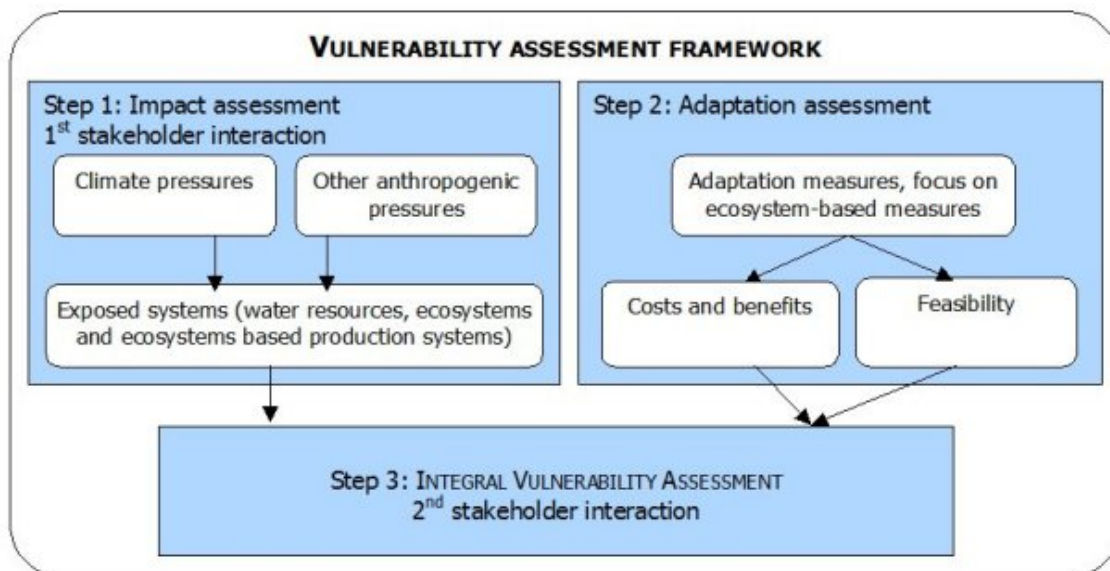 VULNERABILITY ASSESSMENT FRAMEWORK
Step 1: Impact assessment
1st stakeholder interaction
Climate pressures
Other anthropogenic
pressures
Exposed systems (water resources, ecosystems
and ecosystems based production systems)
Step 2: Adaptation assessment
Adaptation measures, focus on
ecosystem-based measures
Costs and benefits
Feasibility
Step 3: INTEGRAL VULNERABILITY ASSESSMENT
2nd stakeholder interaction